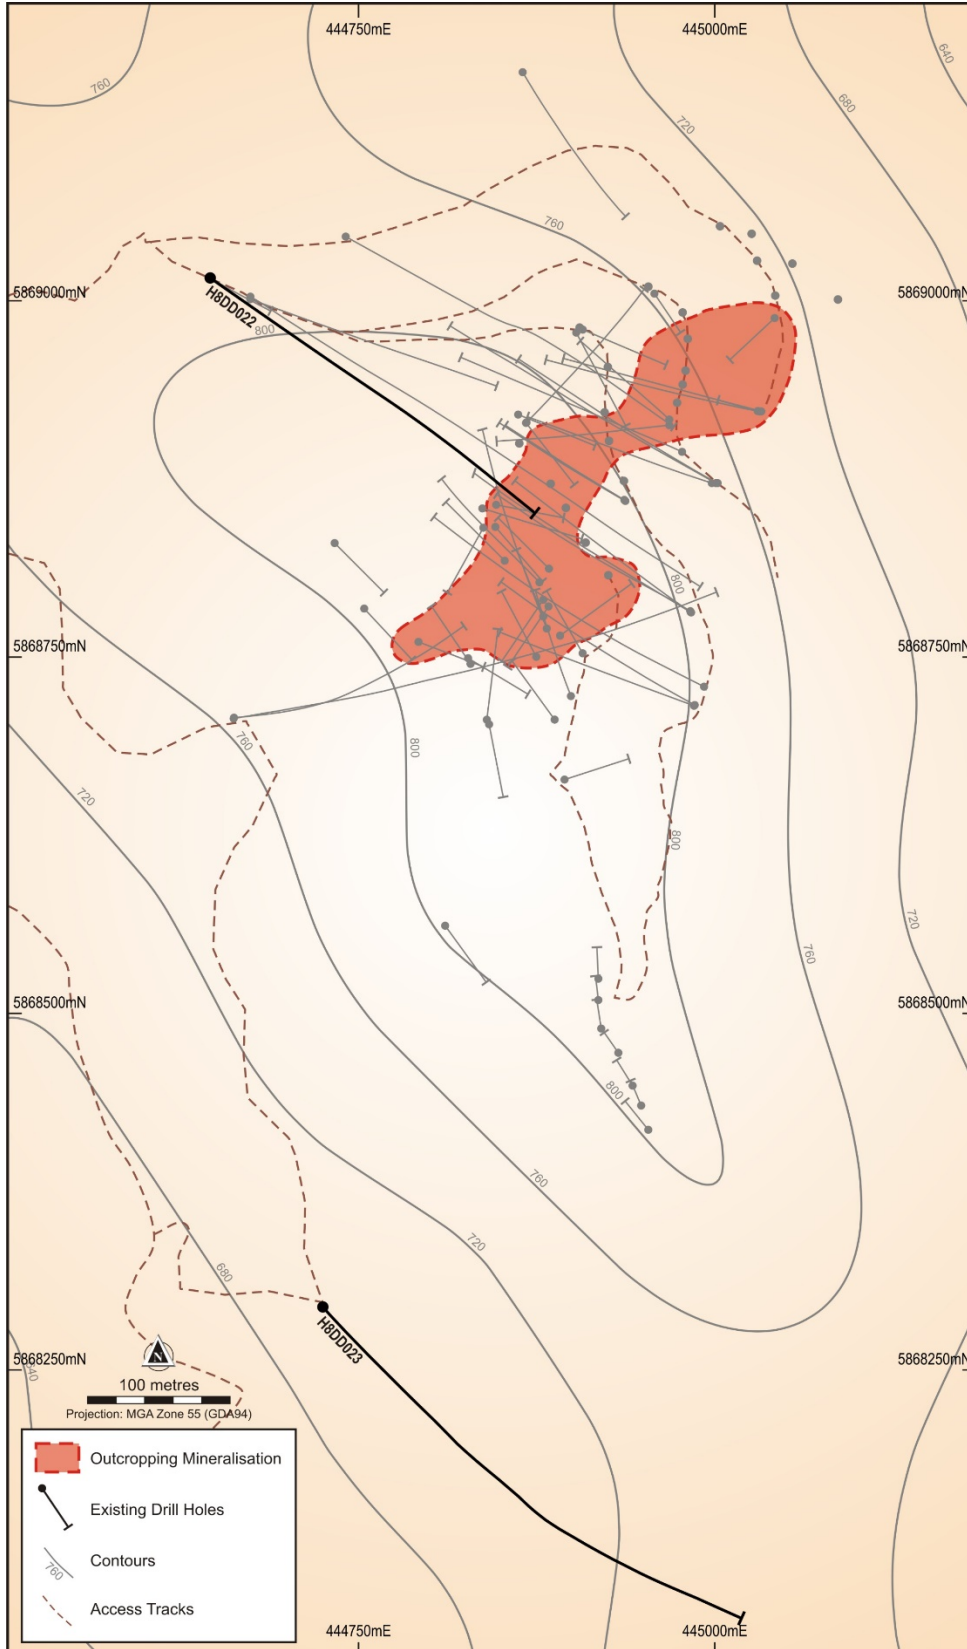 444750mE
445000mE
760
640
680
720
760
5869000mN
5869000mN
H8DD022
800
800
5868750mN
5868750mN
760
800
720
800
720
760
5868500mN
5868500mN
800
760
720
680
H8DD023
5868250mN
5868250mN
640
N
100 metres
Projection: MGA Zone 55 (GDA94)
Outcropping Mineralisation
Existing Drill Holes
760
Contours
Access Tracks
444750mE
445000mE